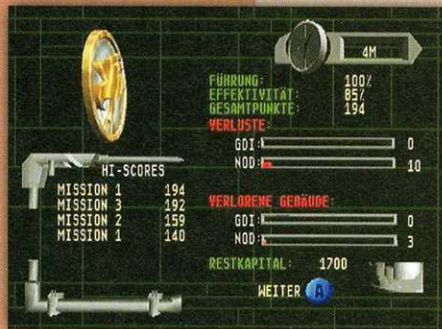 4M
FÜHRUNG: 100%
EFFEKTIVITÄT: 85%
GESAMTPUNKTE: 194
VERLUSTE:
GDI: 0
NOD: 10
HI-SCORES
MISSION 1 194
MISSION 3 192
MISSION 2 159
MISSION 1 140
VERLORENE GEBÄUDE:
GDI: 0
NOD: 3
RESTKAPITAL: 1700
WEITER A